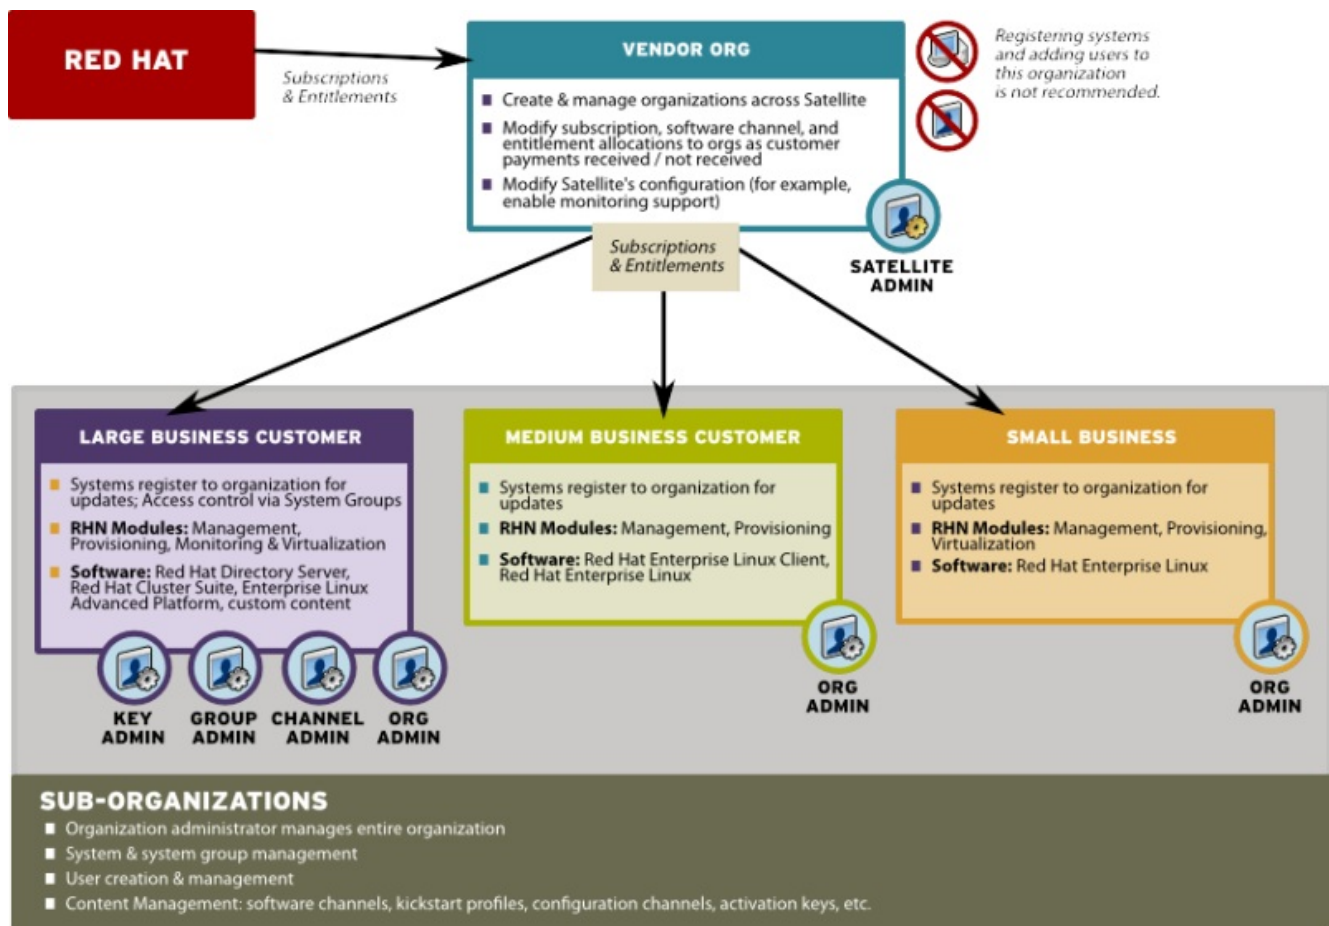 RED HAT
Subscriptions
& Entitlements
VENDOR ORG
Create & manage organizations across Satellite
Modify subscription, software channel, and
entitlement allocations to orgs as customer
payments received / not received
Modify Satellite's configuration (for example,
enable monitoring support)
Registering systems
and adding users to
this organization
is not recommended.
SATELLITE
ADMIN
Subscriptions
& Entitlements
LARGE BUSINESS CUSTOMER
Systems register to organization for
updates; Access control via System Groups
RHN Modules: Management,
Provisioning, Monitoring & Virtualization
Software: Red Hat Directory Server,
Red Hat Cluster Suite, Enterprise Linux
Advanced Platform, custom content
KEY
ADMIN
GROUP
ADMIN
CHANNEL
ADMIN
ORG
ADMIN
MEDIUM BUSINESS CUSTOMER
Systems register to organization for
updates
RHN Modules: Management, Provisioning
Software: Red Hat Enterprise Linux Client,
Red Hat Enterprise Linux
ORG
ADMIN
SMALL BUSINESS
Systems register to organization for
updates
RHN Modules: Management, Provisioning,
Virtualization
Software: Red Hat Enterprise Linux
ORG
ADMIN
SUB-ORGANIZATIONS
Organization administrator manages entire organization
System & system group management
User creation & management
Content Management: software channels, kickstart profiles, configuration channels, activation keys, etc.